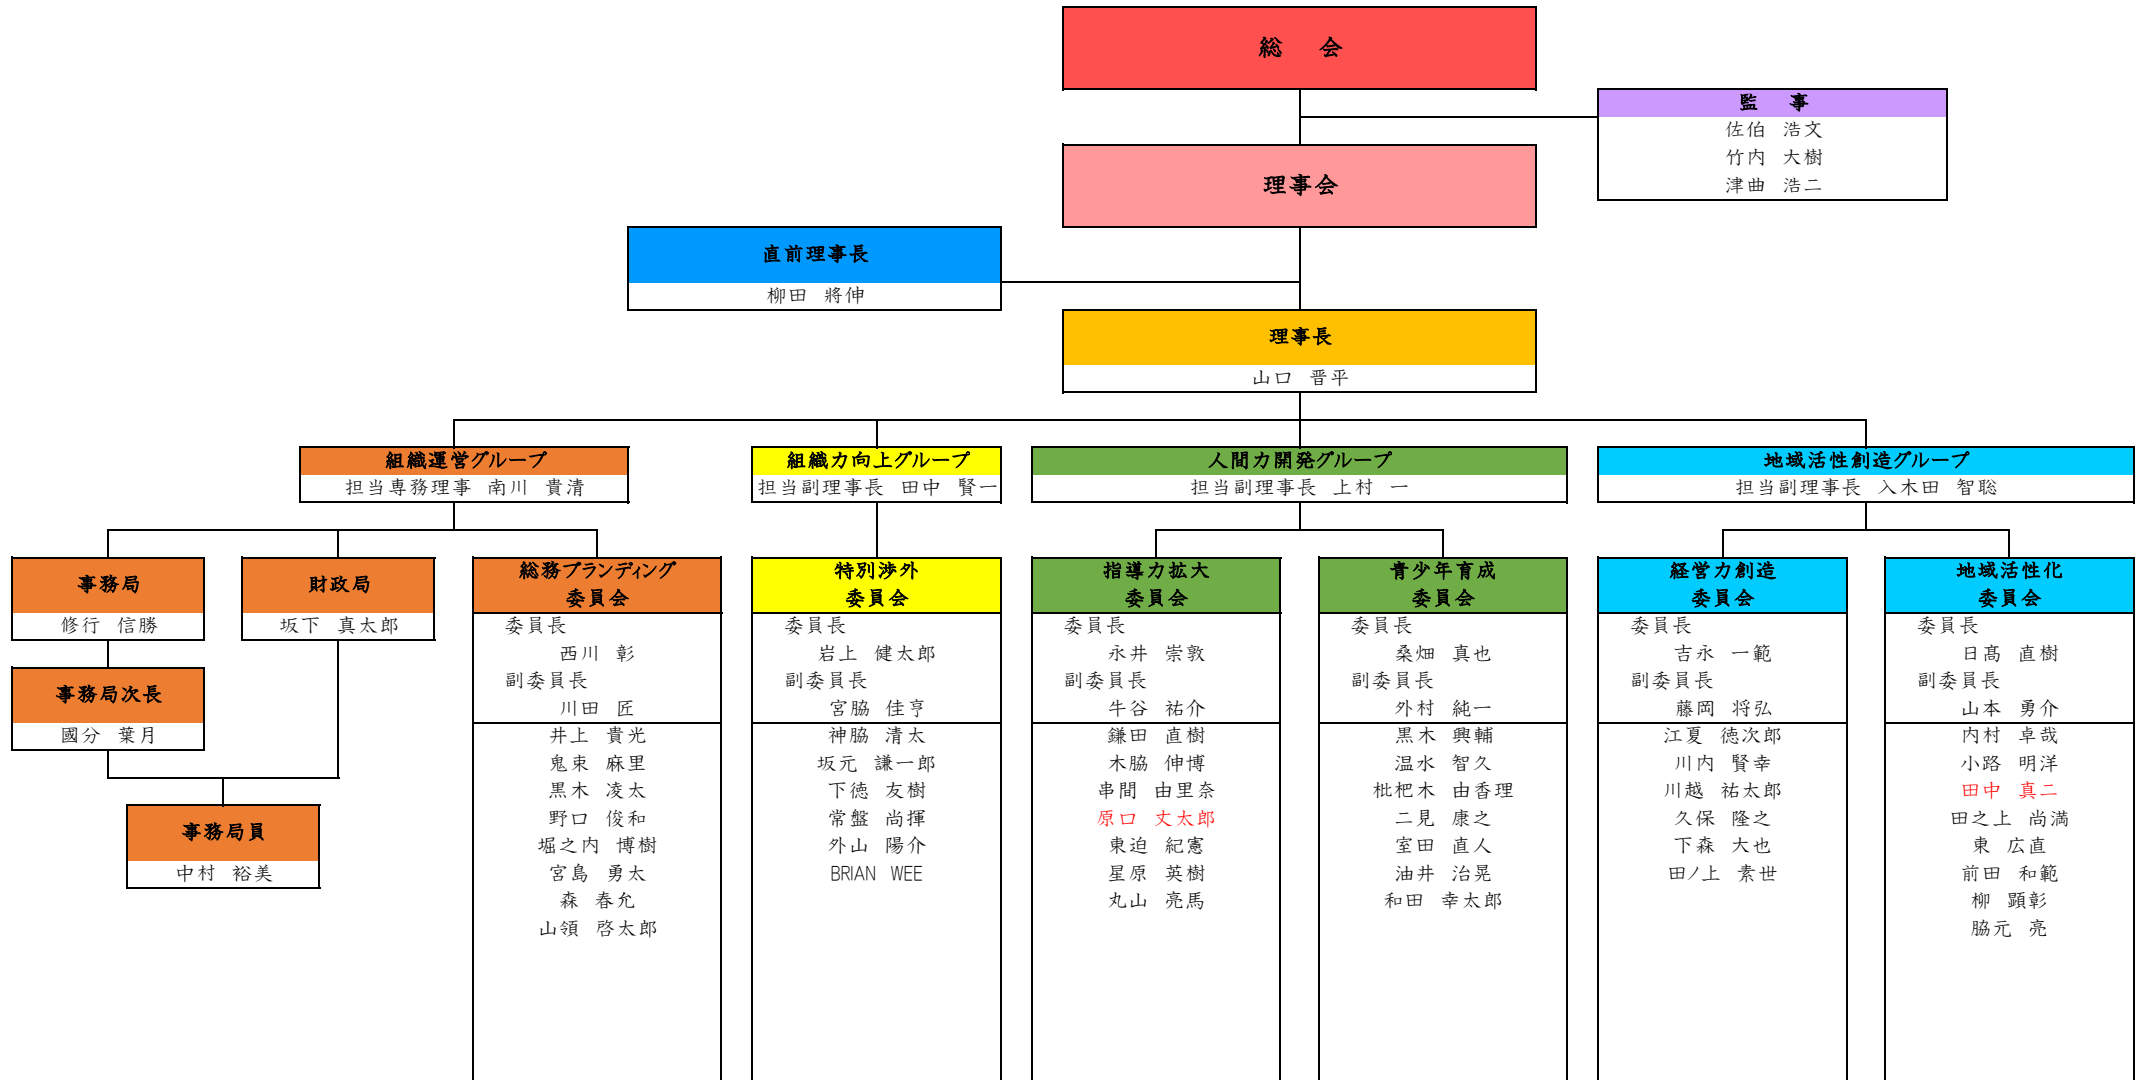 総 会
監 事
佐伯 浩文
竹内 大樹
津曲 浩二
理事会
直前理事長
柳田 將伸
理事長
山口 晋平
組織運営グループ
担当専務理事 南川 貴清
組織力向上グループ
担当副理事長 田中 賢一
人間力開発グループ
担当副理事長 上村 一
地域活性創造グループ
担当副理事長 入木田 智聡
事務局
修行 信勝
事務局次長
國分 葉月
財政局
坂下 真太郎
事務局員
中村 裕美
総務ブランディング
委員会
委員長
西川 彰
副委員長
川田 匠
井上 貴光
鬼束 麻里
黒木 凌太
野口 俊和
堀之内 博樹
宮島 勇太
森 春允
山領 啓太郎
特別渉外
委員会
委員長
岩上 健太郎
副委員長
宮脇 佳亨
神脇 清太
坂元 謙一郎
下徳 友樹
常盤 尚揮
外山 陽介
BRIAN WEE
指導力拡大
委員会
委員長
永井 崇敦
副委員長
牛谷 祐介
鎌田 直樹
木脇 伸博
串間 由里奈
原口 丈太郎
東迫 紀憲
星原 英樹
丸山 亮馬
青少年育成
委員会
委員長
桑畑 真也
副委員長
外村 純一
黒木 興輔
温水 智久
枇杷木 由香理
二見 康之
室田 直人
油井 治晃
和田 幸太郎
経営力創造
委員会
委員長
吉永 一範
副委員長
藤岡 将弘
江夏 徳次郎
川内 賢幸
川越 祐太郎
久保 隆之
下森 大也
田ノ上 素世
地域活性化
委員会
委員長
日髙 直樹
副委員長
山本 勇介
内村 卓哉
小路 明洋
田中 真二
田之上 尚満
東 広直
前田 和範
柳 顕彰
脇元 亮